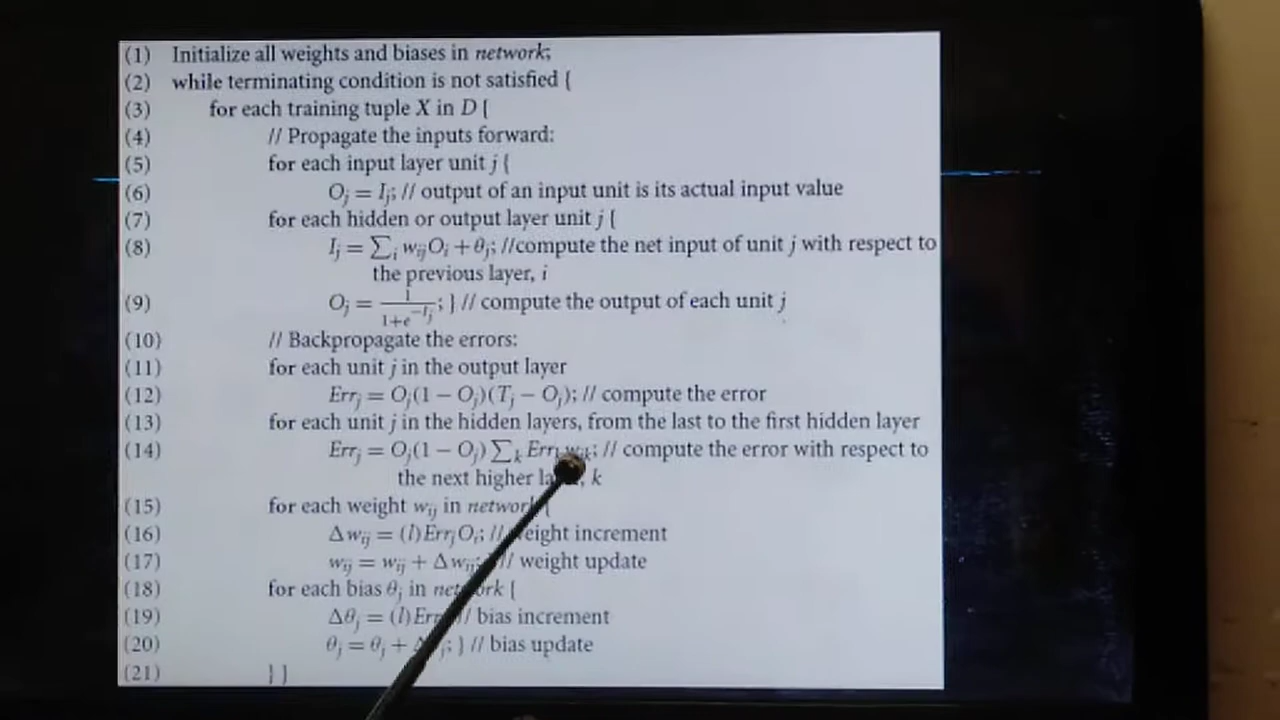 (1) Initialize all weights and biases in network;
(2) while terminating condition is not satisfied {
(3) for each training tuple X in D {
(4) // Propagate the inputs forward:
(5) for each input layer unit j {
(6) Oj = Ij; // output of an input unit is its actual input value
(7) for each hidden or output layer unit j {
(8) Ij = ∑i wijOi + θj; //compute the net input of unit j with respect to
the previous layer, i
(9) Oj = 1/(1+e^−Ij); } // compute the output of each unit j
(10) // Backpropagate the errors:
(11) for each unit j in the output layer
(12) Errj = Oj(1 − Oj)(Tj − Oj); // compute the error
(13) for each unit j in the hidden layers, from the last to the first hidden layer
(14) Errj = Oj(1 − Oj)∑k Err ; // compute the error with respect to
the next higher , k
(15) for each weight wij in network {
(16) Δwij = (l)ErrjOi; // weight increment
(17) wij = wij + Δwij; // weight update
(18) for each bias θj in network {
(19) Δθj = (l)Err // bias increment
(20) θj = θj + ; } // bias update
(21) } }